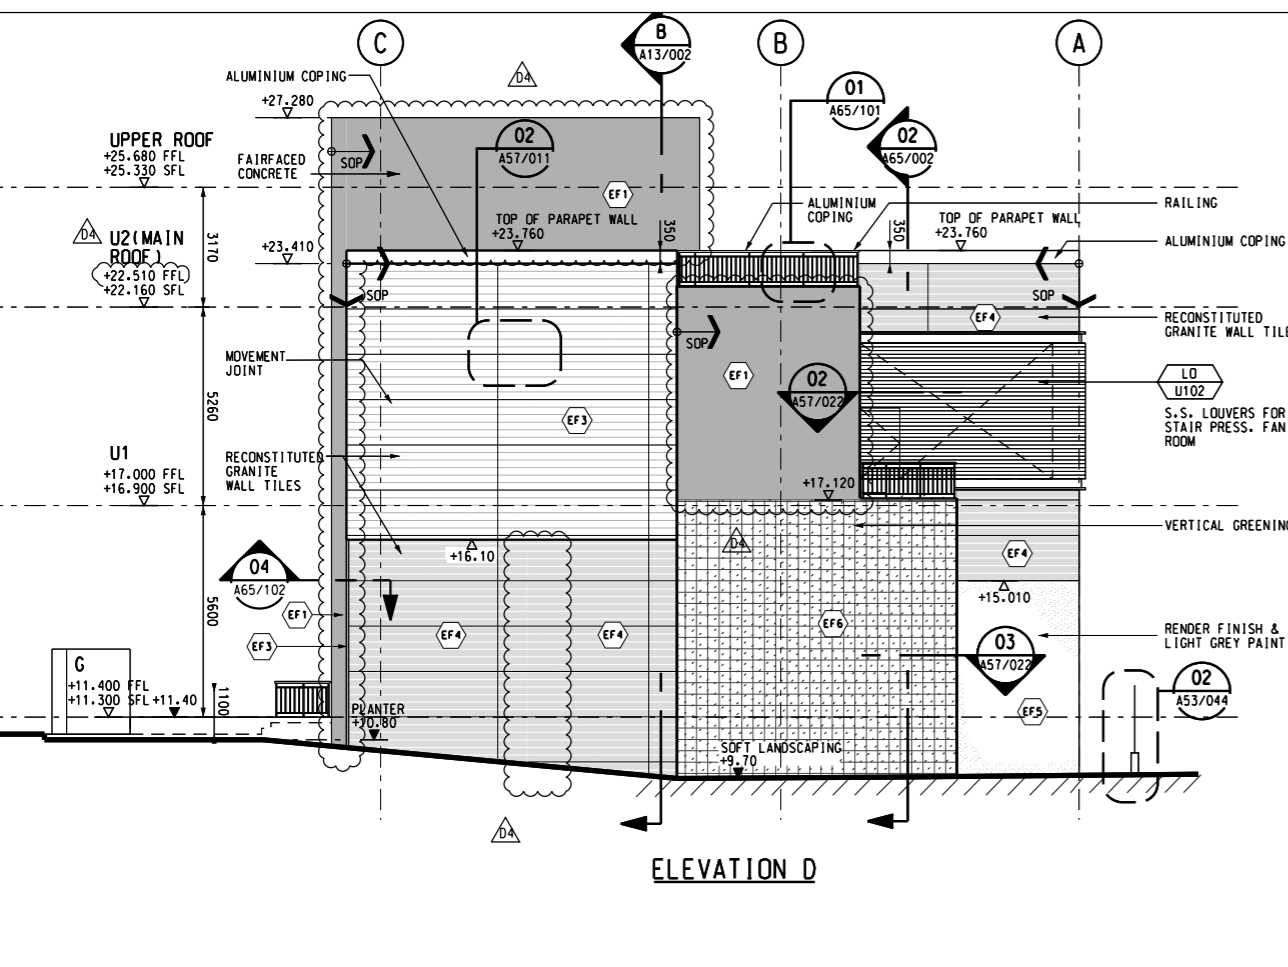 C
B
A13/002
B
A
D4
ALUMINIUM COPING
+27.280
01
A65/101
UPPER ROOF
+25.680 FFL
+25.330 SFL
FAIRFACED
CONCRETE
SOP
02
A57/011
02
A65/002
EF1
ALUMINIUM
COPING
RAILING
D4
U2(MAIN
ROOF)
+22.510 FFL
+22.160 SFL
3170
+23.410
TOP OF PARAPET WALL
+23.760
350
350
TOP OF PARAPET WALL
+23.760
ALUMINIUM COPING
SOP
SOP
EF4
RECONSTITUTED
GRANITE WALL TILE
SOP
MOVEMENT
JOINT
EF1
02
A57/022
L0
U102
5260
EF3
S.S. LOUVERS FOR
STAIR PRESS. FAN
ROOM
U1
+17.000 FFL
+16.900 SFL
RECONSTITUTED
GRANITE
WALL TILES
+17.120
VERTICAL GREENING
D4
+16.10
EF4
04
A65/102
+15.010
5600
EF1
EF3
EF4
EF4
EF6
RENDER FINISH &
LIGHT GREY PAINT
03
A57/022
G
+11.400 FFL
+11.300 SFL
+11.40
1100
PLANTER
+10.80
02
A53/044
EF5
SOFT LANDSCAPING
+9.70
D4
ELEVATION D